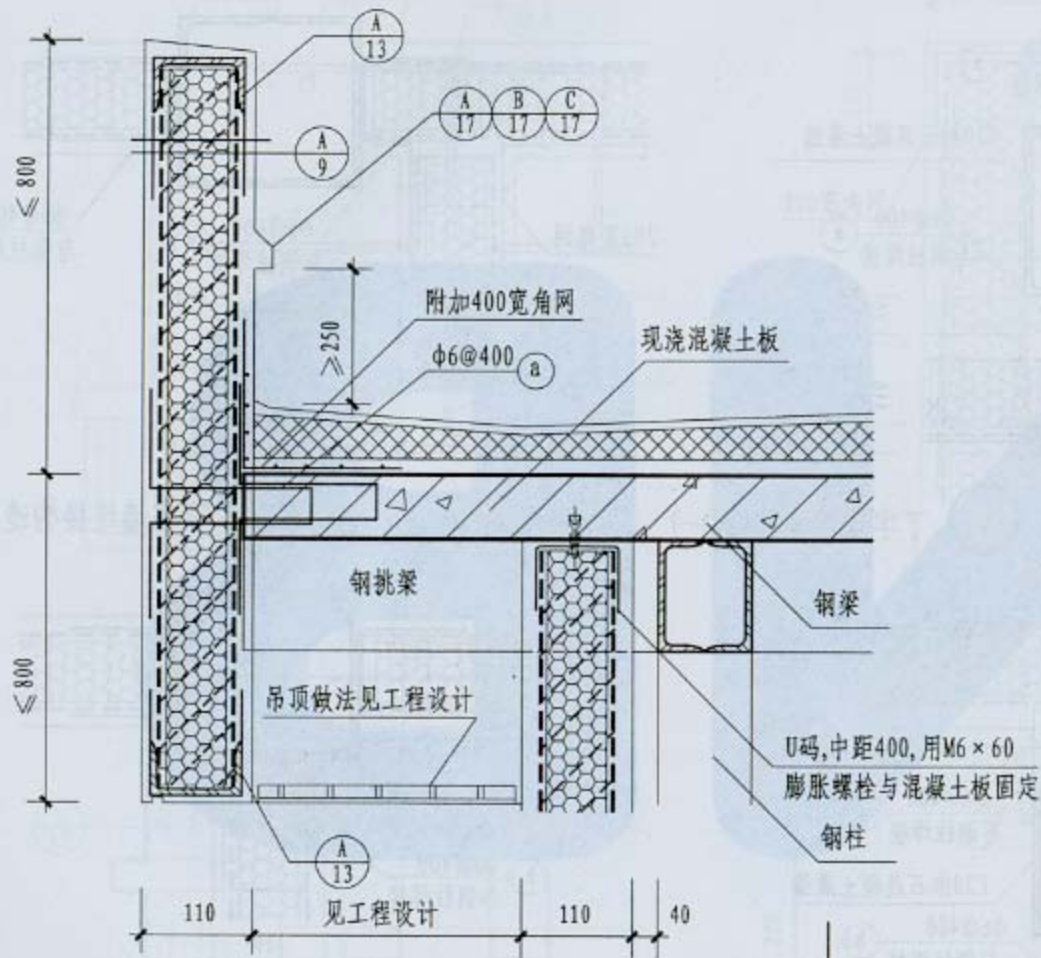 A
13
A
17
B
17
C
17
A
9
≤800
附加400宽角网
≥250
现浇混凝土板
ф6@400 a
钢挑梁
钢梁
≤800
吊顶做法见工程设计
U码,中距400,用M6×60
膨胀螺栓与混凝土板固定
钢柱
A
13
110
见工程设计
110
40